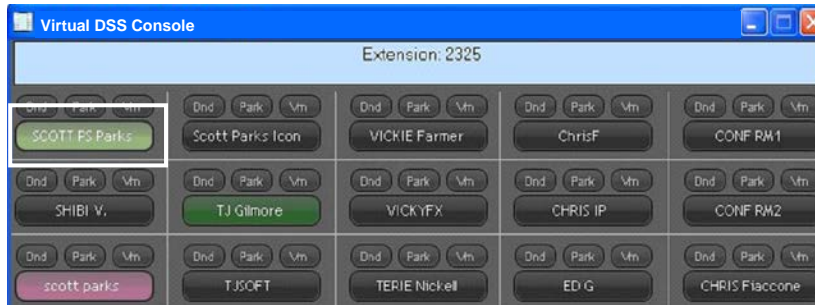 Virtual DSS Console
Extension: 2325
Dnd Park Vm Dnd Park Vm Dnd Park Vm Dnd Park Vm Dnd Park Vm
SCOTT PS Parks Scott Parks Icon VICKIE Farmer ChrisF CONF RM1
Dnd Park Vm Dnd Park Vm Dnd Park Vm Dnd Park Vm Dnd Park Vm
SHIBI V. TJ Gilmore VICKYFX CHRIS IP CONF RM2
Dnd Park Vm Dnd Park Vm Dnd Park Vm Dnd Park Vm Dnd Park Vm
scott parks TJSOFT TERIE Nickell ED G CHRIS Fiaccone